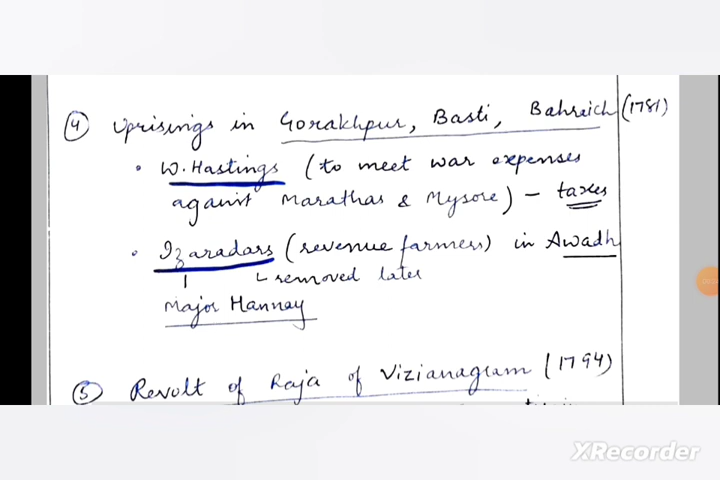 ④ Uprisings in Gorakhpur, Basti, Bahraich (1781)
• W. Hastings (to meet war expenses
against Marathas & Mysore) – taxes
• Izaradars (revenue farmers) in Awadh
removed later
Major Hannay
⑤ Revolt of Raja of Vizianagram (1794)
XRecorder